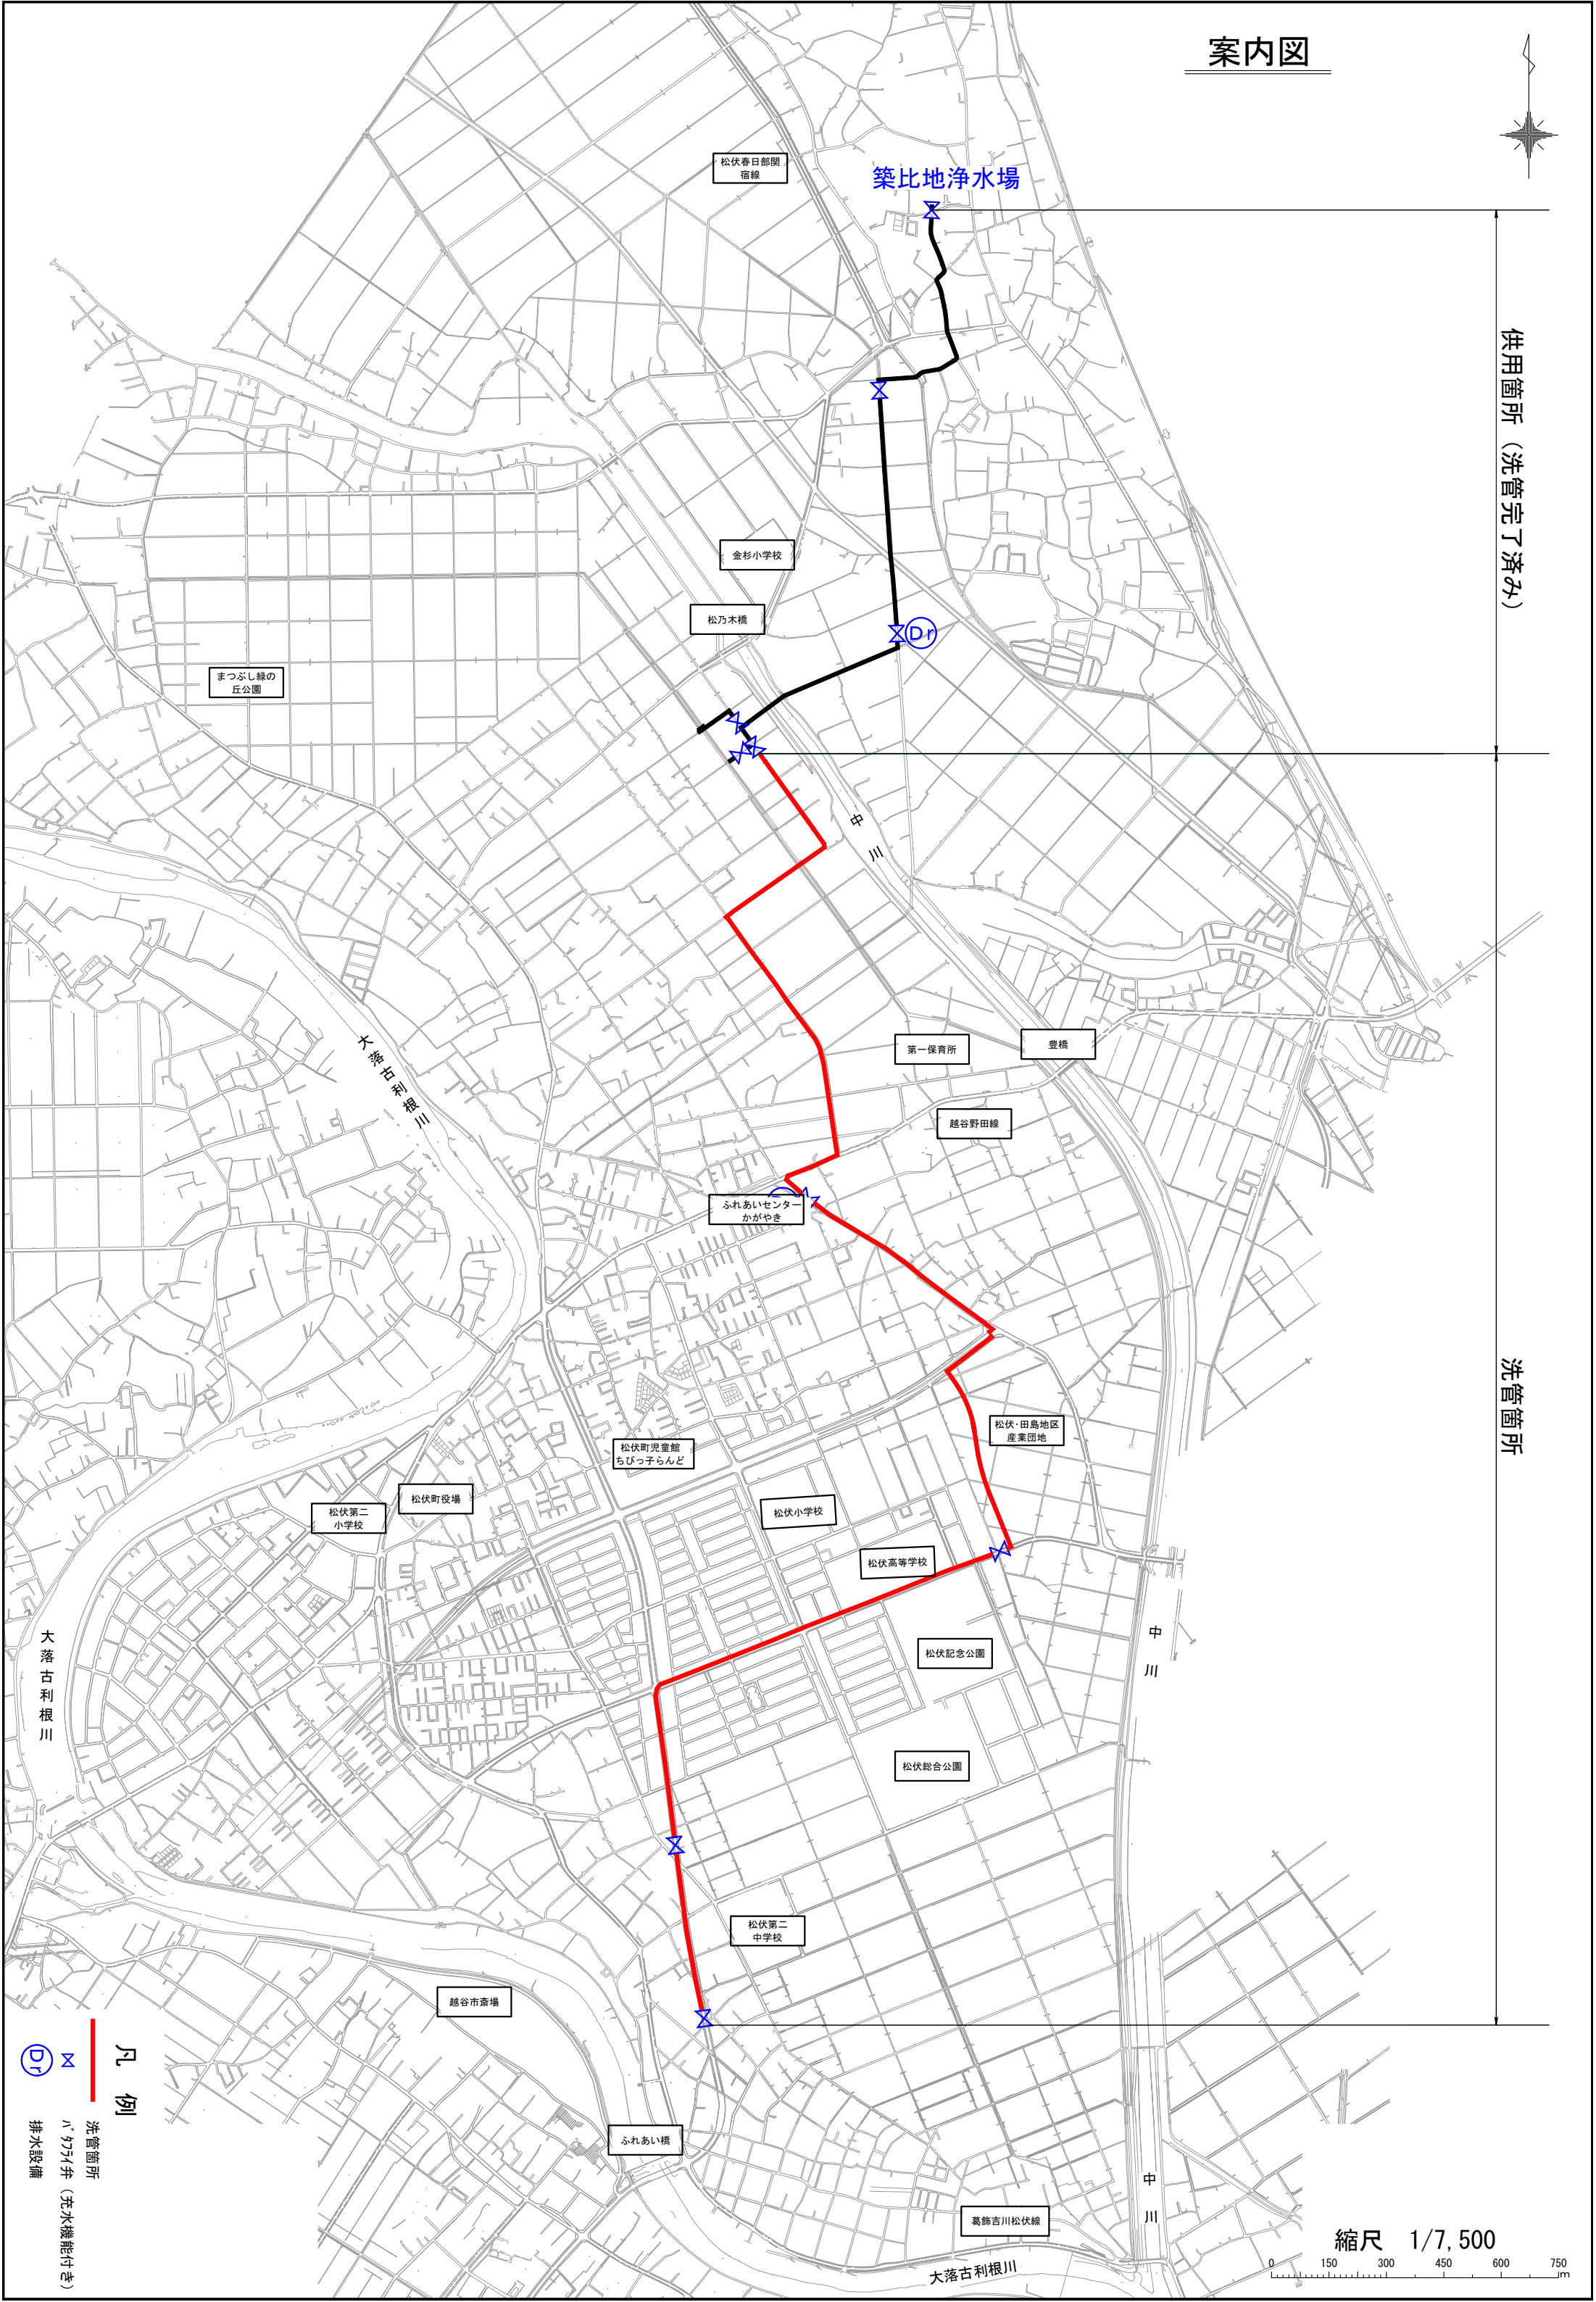 案内図
松伏春日部関
宿線
築比地浄水場
供用箇所（洗管完了済み）
金杉小学校
松乃木橋
Dr
まつぶし緑の
丘公園
中川
大落古利根川
第一保育所
豊橋
越谷野田線
ふれあいセンター
かがやき
洗管箇所
松伏・田島地区
産業団地
松伏町児童館
ちびっ子らんど
松伏町役場
松伏第二
小学校
松伏小学校
松伏高等学校
大落古利根川
中川
松伏記念公園
松伏総合公園
松伏第二
中学校
越谷市斎場
凡例
洗管箇所
ﾊﾞﾀﾌﾗｲ弁（充水機能付き）
Dr
排水設備
ふれあい橋
中川
葛飾吉川松伏線
大落古利根川
縮尺 1/7,500
0 150 300 450 600 750
m